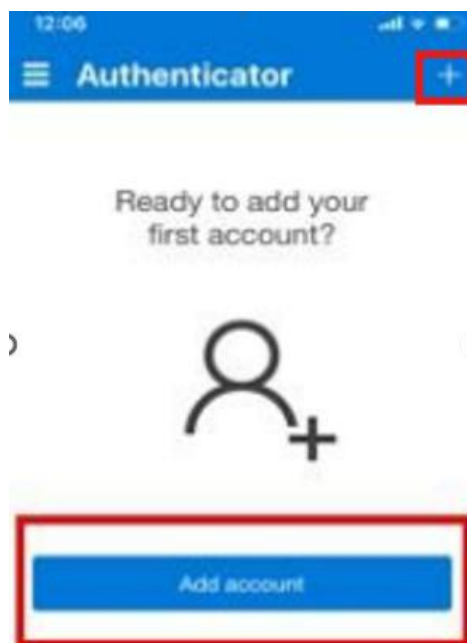 12:06
Authenticator
Ready to add your
first account?
Add account